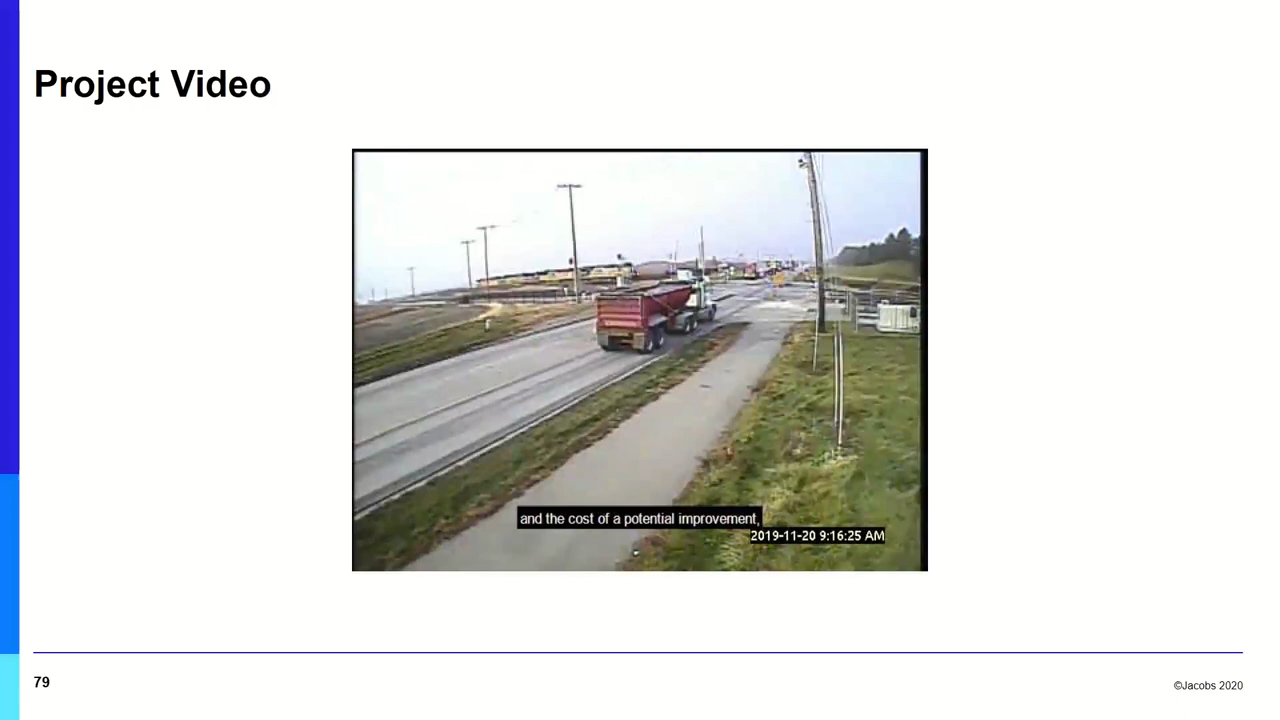 Project Video
and the cost of a potential improvement,
2019-11-20 9:16:25 AM
79
©Jacobs 2020